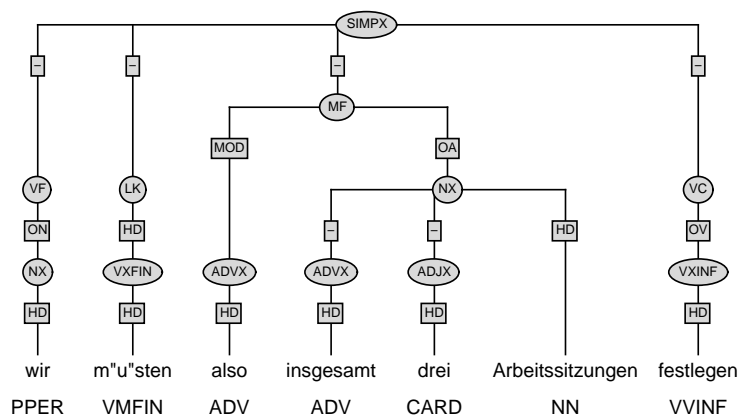 SIMPX
– – – –
MF
MOD OA
VF LK NX VC
ON HD – – HD OV
NX VXFIN ADVX ADVX ADJX VXINF
HD HD HD HD HD HD
wir m"u"sten also insgesamt drei Arbeitssitzungen festlegen
PPER VMFIN ADV ADV CARD NN VVINF